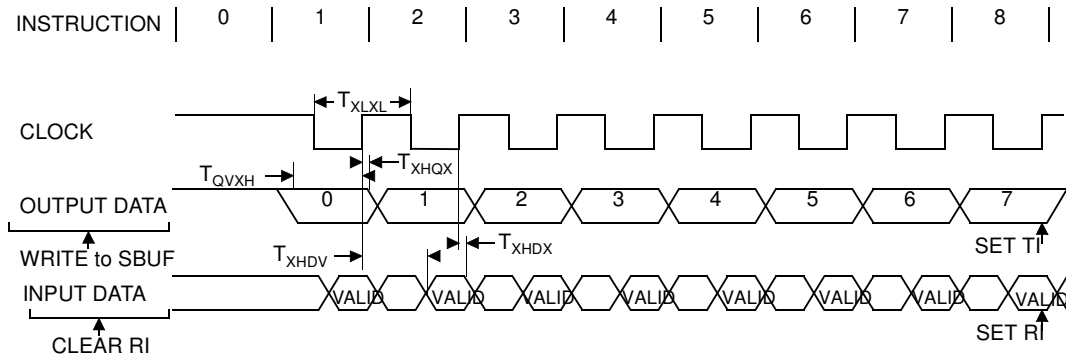 INSTRUCTION 0 1 2 3 4 5 6 7 8
T_XLXL
CLOCK
T_XHQX
T_QVXH
OUTPUT DATA 0 1 2 3 4 5 6 7
WRITE to SBUF
T_XHDV
T_XHDX
SET TI
INPUT DATA VALID VALID VALID VALID VALID VALID VALID VALID
CLEAR RI
SET RI